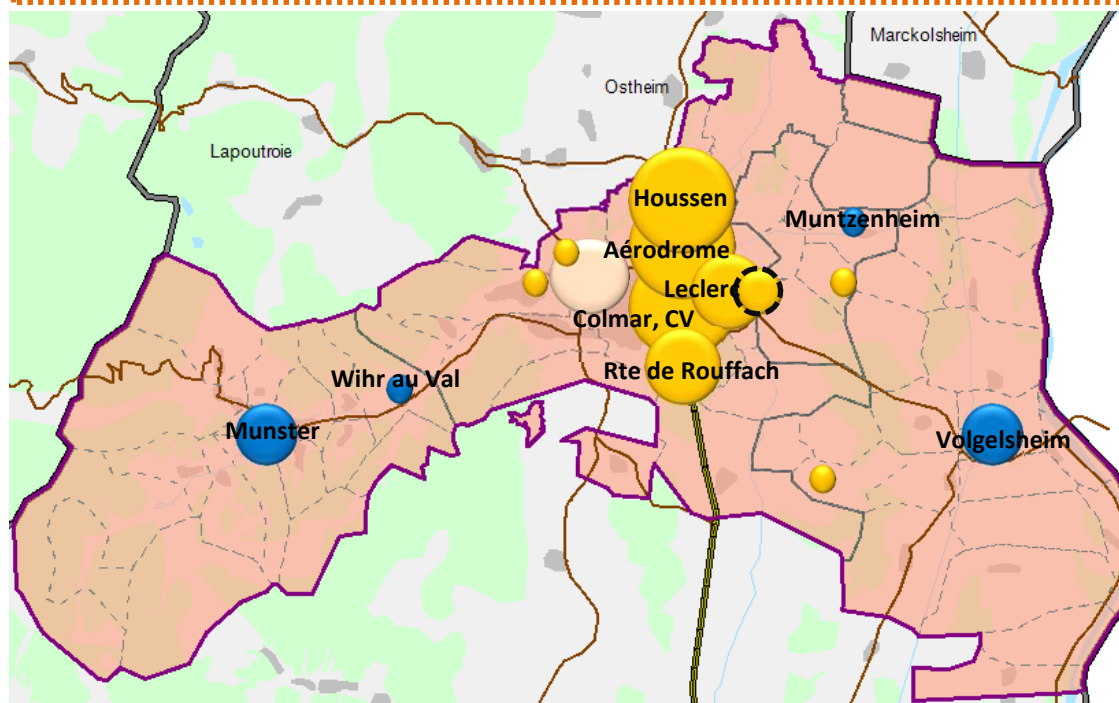 Marckolsheim
Ostheim
Lapoutroie
Houssen
Muntzenheim
Aérodrome
Leclerc
Colmar, CV
Rte de Rouffach
Wihr au Val
Munster
Volgelsheim